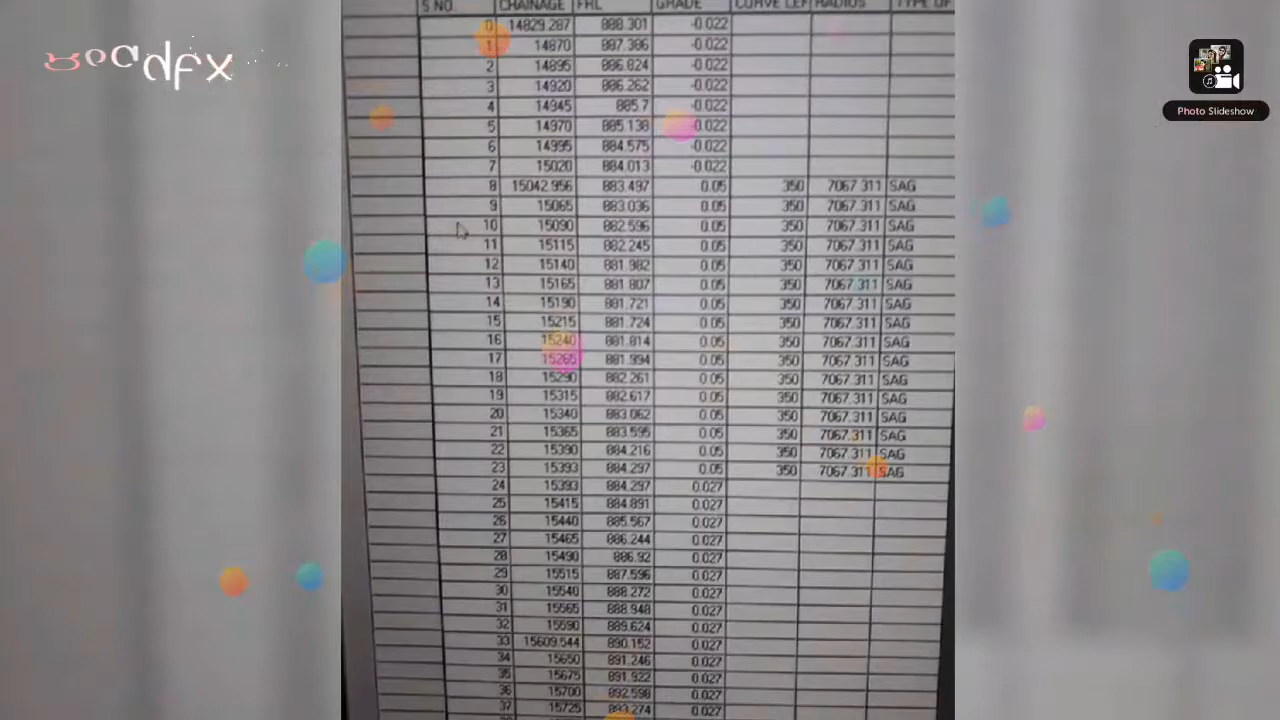 roadfx
Photo Slideshow
S NO. CHAINAGE FRL GRADE RADIUS
0 14829.287 888.301 -0.022
1 14870 887.386 -0.022
2 14895 886.824 -0.022
3 14920 886.262 -0.022
4 14945 885.7 -0.022
5 14970 885.138 -0.022
6 14995 884.575 -0.022
7 15020 884.013 -0.022
8 15042.956 883.497 0.05 350 7067.311 SAG
9 15065 883.036 0.05 350 7067.311 SAG
10 15090 882.596 0.05 350 7067.311 SAG
11 15115 882.245 0.05 350 7067.311 SAG
12 15140 881.982 0.05 350 7067.311 SAG
13 15165 881.807 0.05 350 7067.311 SAG
14 15190 881.721 0.05 350 7067.311 SAG
15 15215 881.724 0.05 350 7067.311 SAG
16 15240 881.814 0.05 350 7067.311 SAG
17 15265 881.994 0.05 350 7067.311 SAG
18 15290 882.261 0.05 350 7067.311 SAG
19 15315 882.617 0.05 350 7067.311 SAG
20 15340 883.062 0.05 350 7067.311 SAG
21 15365 883.595 0.05 350 7067.311 SAG
22 15390 884.216 0.05 350 7067.311 SAG
23 15393 884.297 0.05 350 7067.311 SAG
24 15393 884.297 0.027
25 15415 884.891 0.027
26 15440 885.567 0.027
27 15465 886.244 0.027
28 15490 886.92 0.027
29 15515 887.596 0.027
30 15540 888.272 0.027
31 15565 888.948 0.027
32 15590 889.624 0.027
33 15609.544 890.152 0.027
34 15650 891.246 0.027
35 15675 891.922 0.027
36 15700 892.598 0.027
37 15725 893.274 0.027